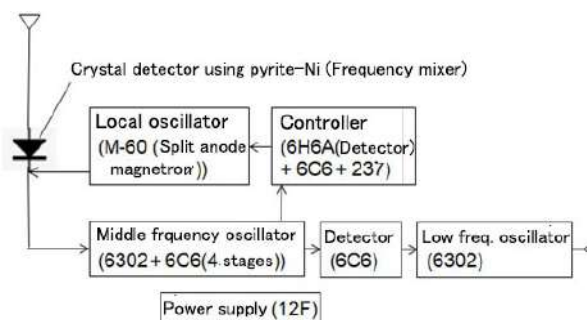 Crystal detector using pyrite-Ni (Frequency mixer)
Local oscillator
(M-60 (Split anode
magnetron))
Controller
(6H6A(Detector)
+ 6C6 + 237)
Middle frquency oscillator
(6302+6C6(4.stages))
Detector
(6C6)
Low freq. oscillator
(6302)
Power supply (12F)